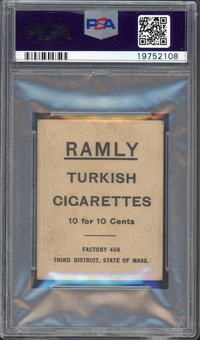 PSA
19752108
RAMLY
TURKISH
CIGARETTES
10 for 10 Cents
FACTORY 456
THIRD DISTRICT, STATE OF MASS.